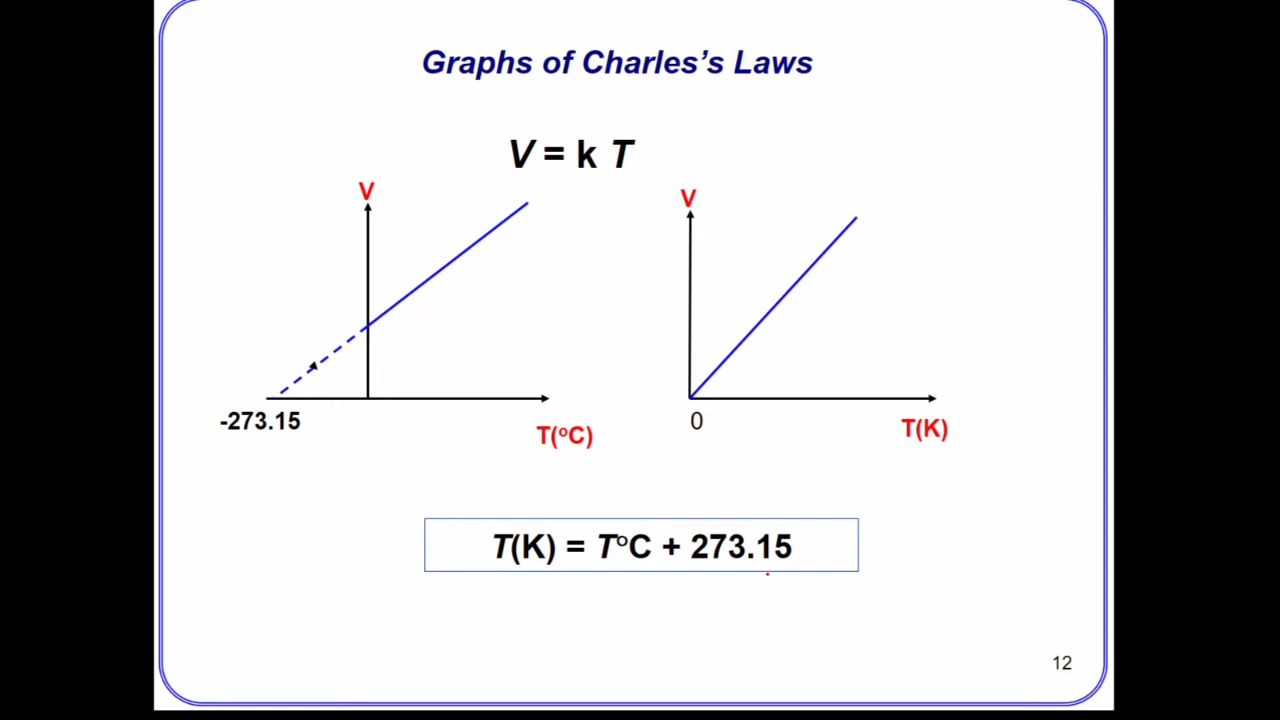 Graphs of Charles’s Laws
V = k T
V
-273.15
T(°C)
V
0
T(K)
T(K) = T°C + 273.15
12